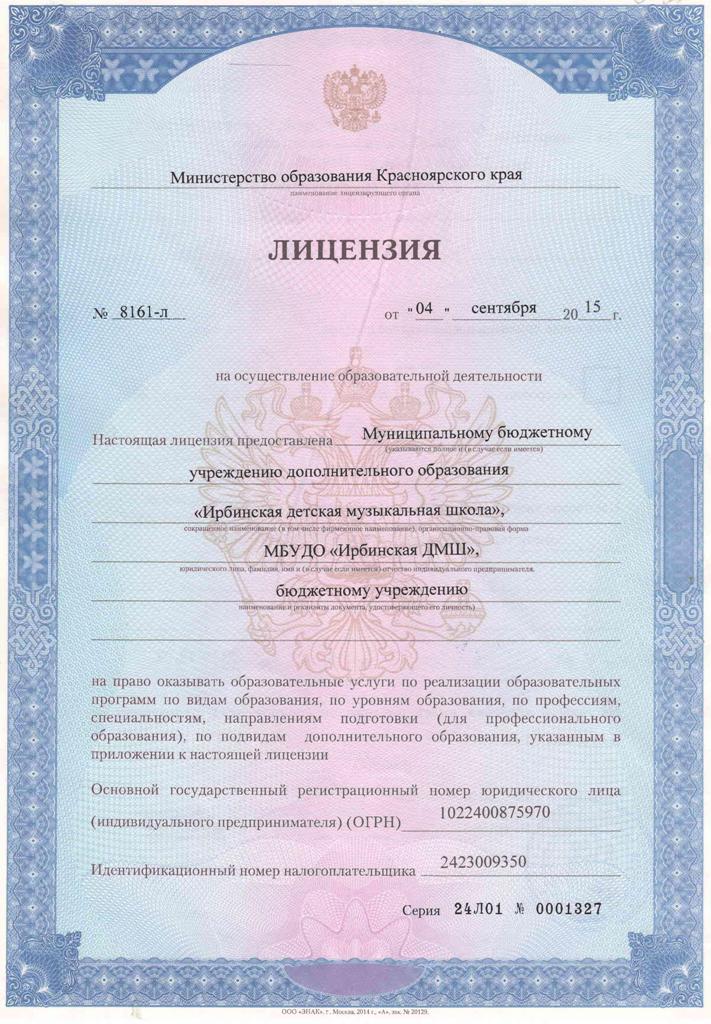 Министерство образования Красноярского края
наименование лицензирующего органа
ЛИЦЕНЗИЯ
№ 8161-л от "04" сентября 2015 г.
на осуществление образовательной деятельности
Настоящая лицензия предоставлена Муниципальному бюджетному
(указываются полное и (в случае если имеется)
учреждению дополнительного образования
«Ирбинская детская музыкальная школа»,
сокращённое наименование (в том числе фирменное наименование), организационно-правовая форма
МБУДО «Ирбинская ДМШ»,
юридического лица, фамилия, имя и (в случае если имеется) отчество индивидуального предпринимателя,
бюджетному учреждению
наименование и реквизиты документа, удостоверяющего его личность)
на право оказывать образовательные услуги по реализации образовательных
программ по видам образования, по уровням образования, по профессиям,
специальностям, направлениям подготовки (для профессионального
образования), по подвидам дополнительного образования, указанным в
приложении к настоящей лицензии
Основной государственный регистрационный номер юридического лица
(индивидуального предпринимателя) (ОГРН) 1022400875970
Идентификационный номер налогоплательщика 2423009350
Серия 24Л01 № 0001327
ООО «ЗНАК», г. Москва, 2014 г., «А», зак. № 20129.